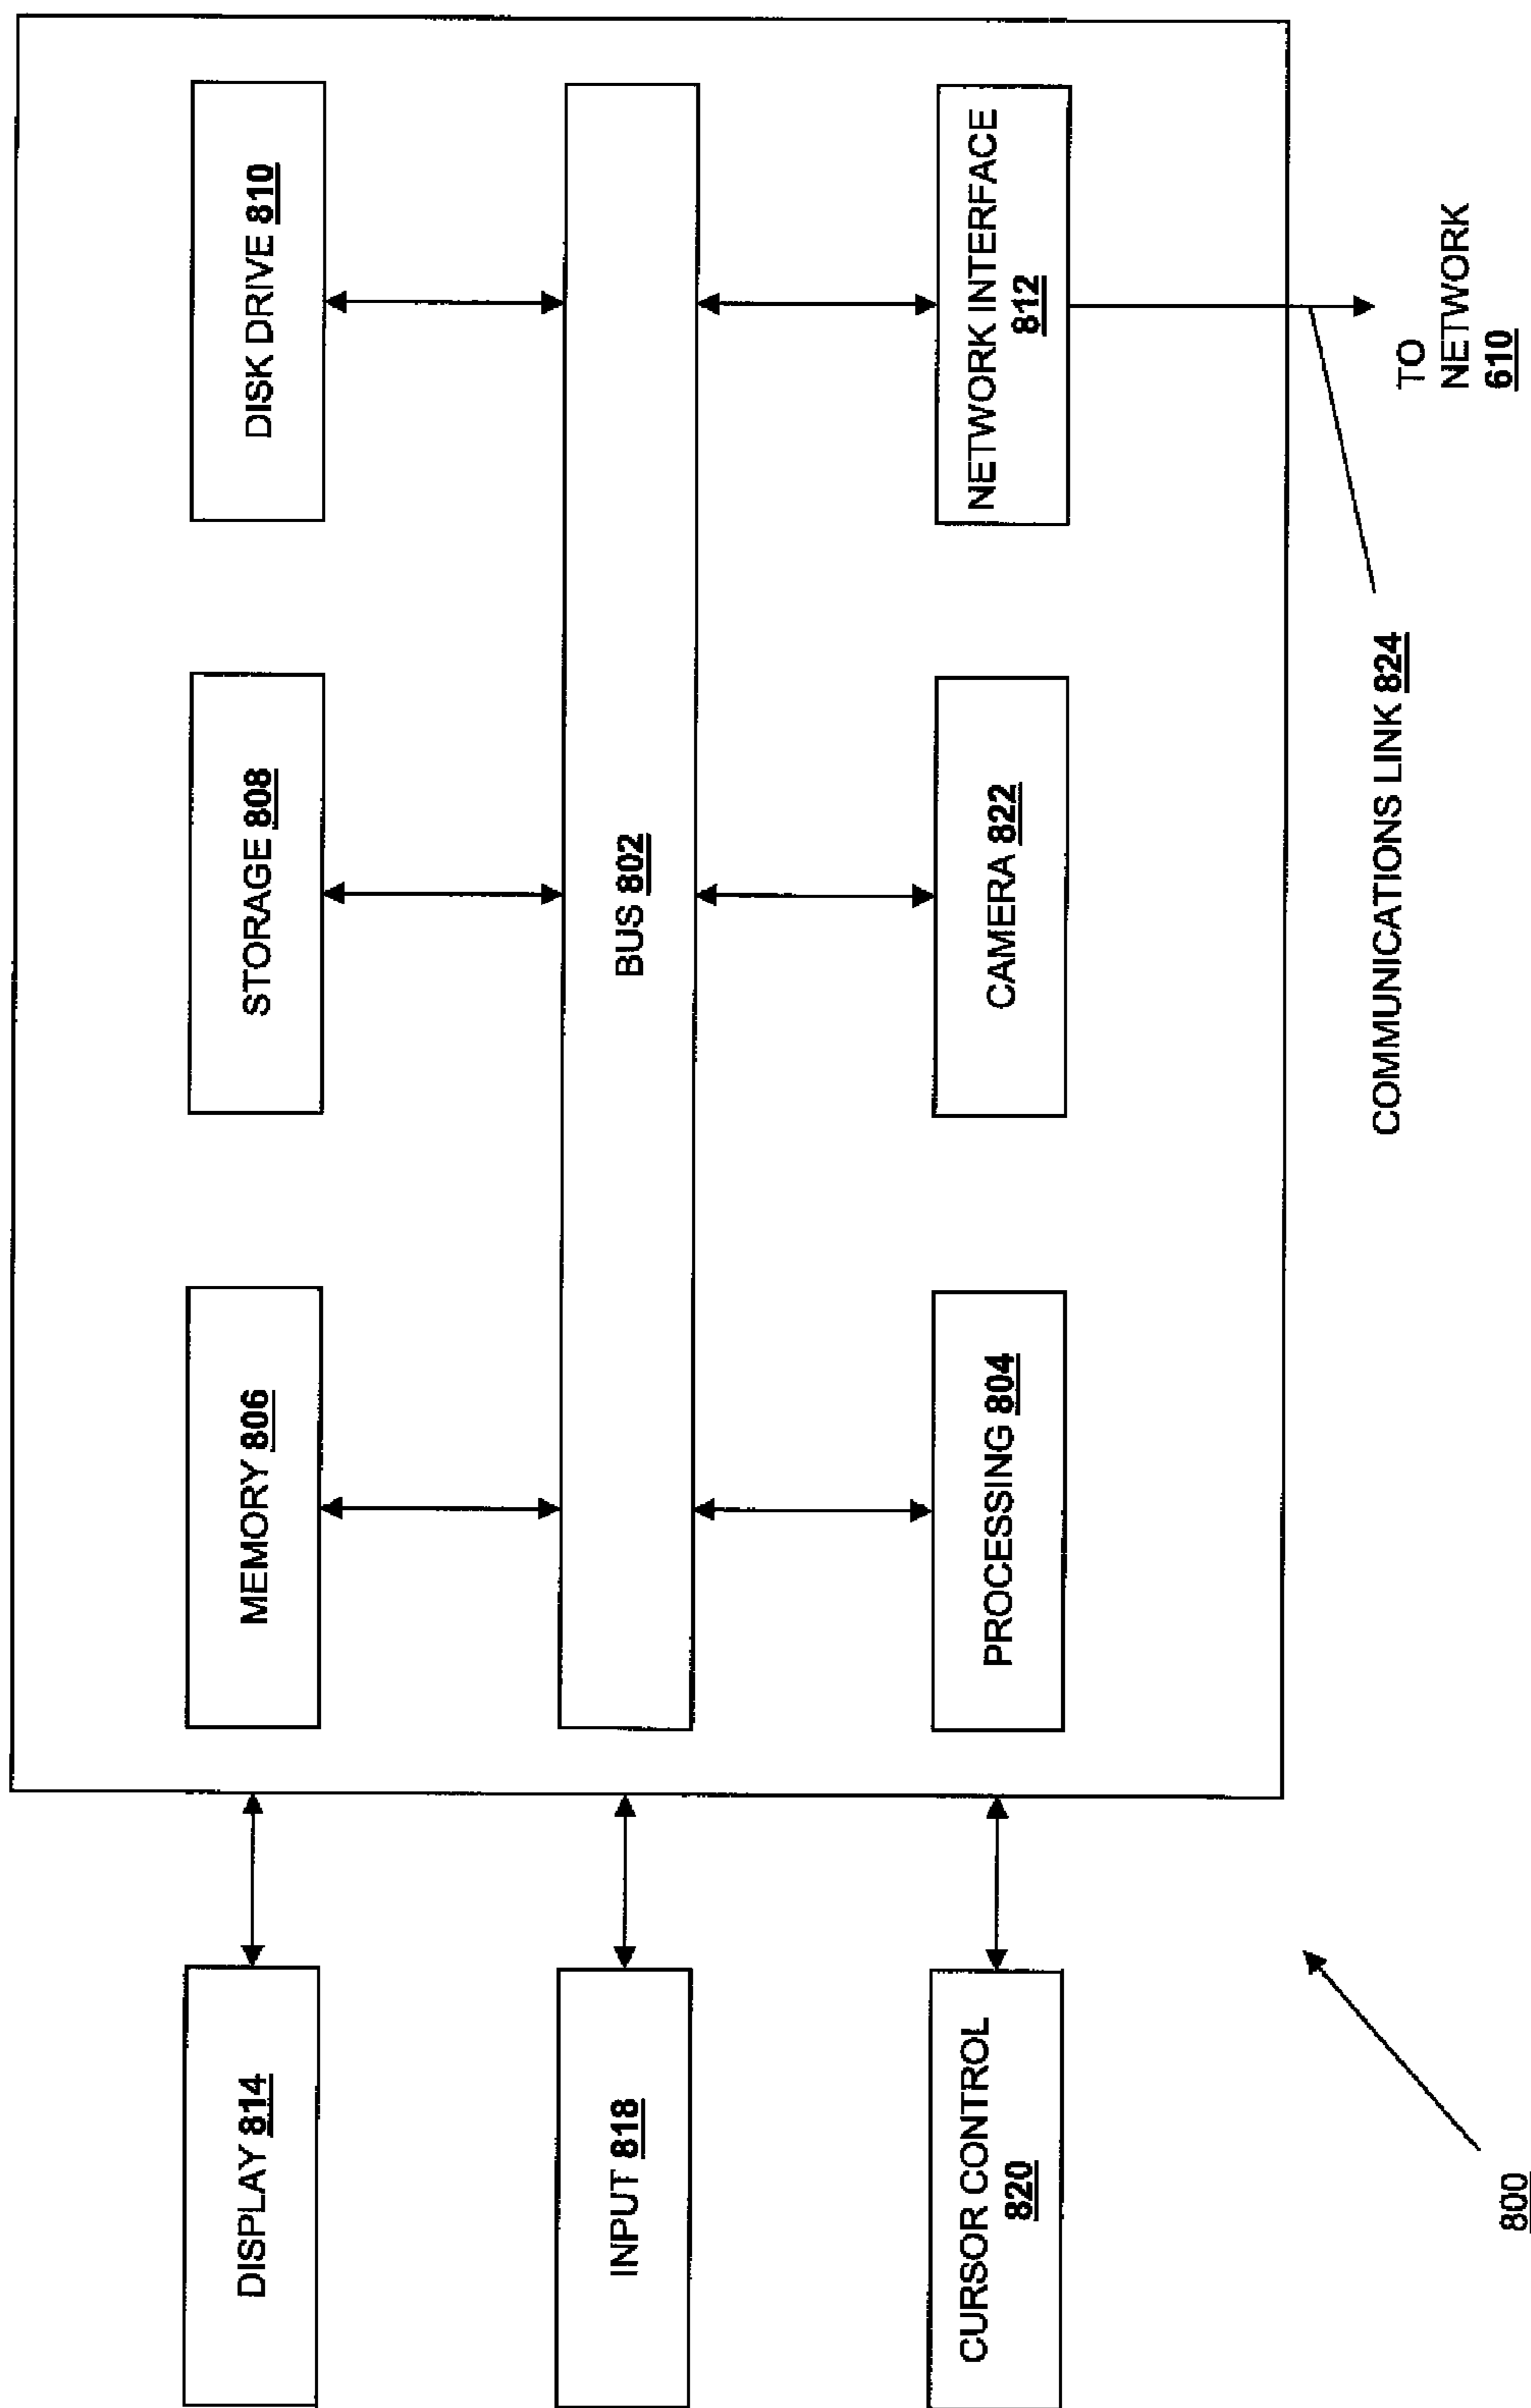 DISPLAY 814
MEMORY 806
STORAGE 808
DISK DRIVE 810
INPUT 818
BUS 802
CURSOR CONTROL
820
PROCESSING 804
CAMERA 822
NETWORK INTERFACE
812
COMMUNICATIONS LINK 824
TO
NETWORK
610
800